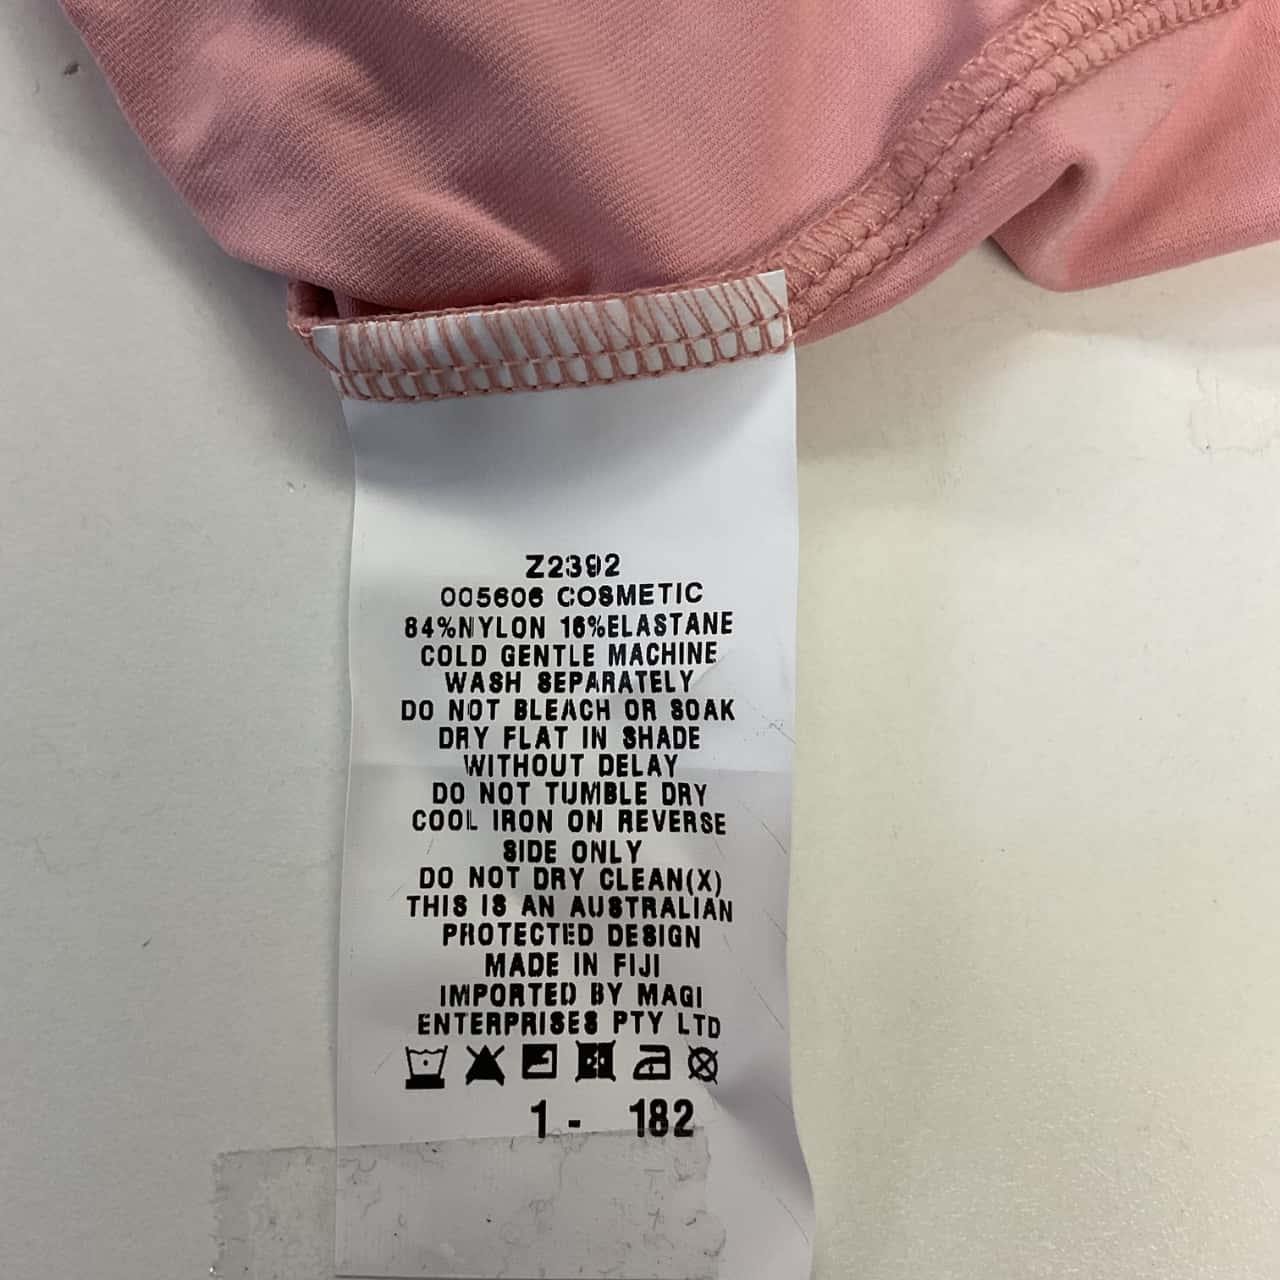 Z2392
005606 COSMETIC
84%NYLON 16%ELASTANE
COLD GENTLE MACHINE
WASH SEPARATELY
DO NOT BLEACH OR SOAK
DRY FLAT IN SHADE
WITHOUT DELAY
DO NOT TUMBLE DRY
COOL IRON ON REVERSE
SIDE ONLY
DO NOT DRY CLEAN(X)
THIS IS AN AUSTRALIAN
PROTECTED DESIGN
MADE IN FIJI
IMPORTED BY MAGI
ENTERPRISES PTY LTD
1 - 182